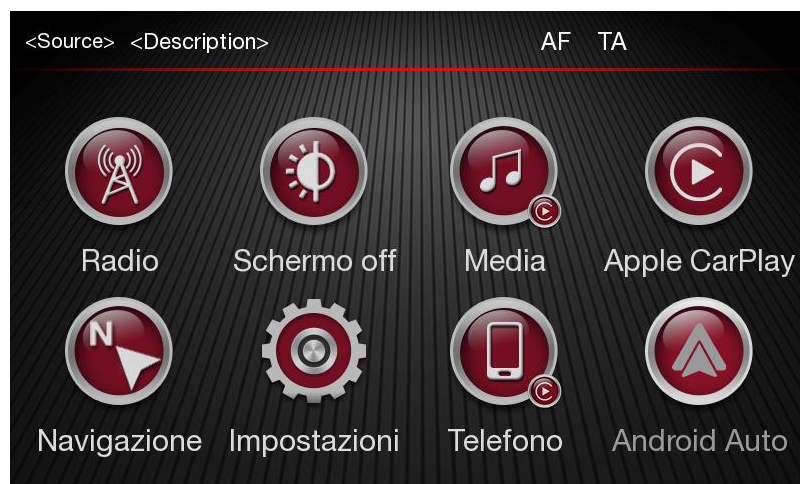 <Source> <Description> AF TA
Radio Schermo off Media Apple CarPlay
N
Navigazione Impostazioni Telefono Android Auto